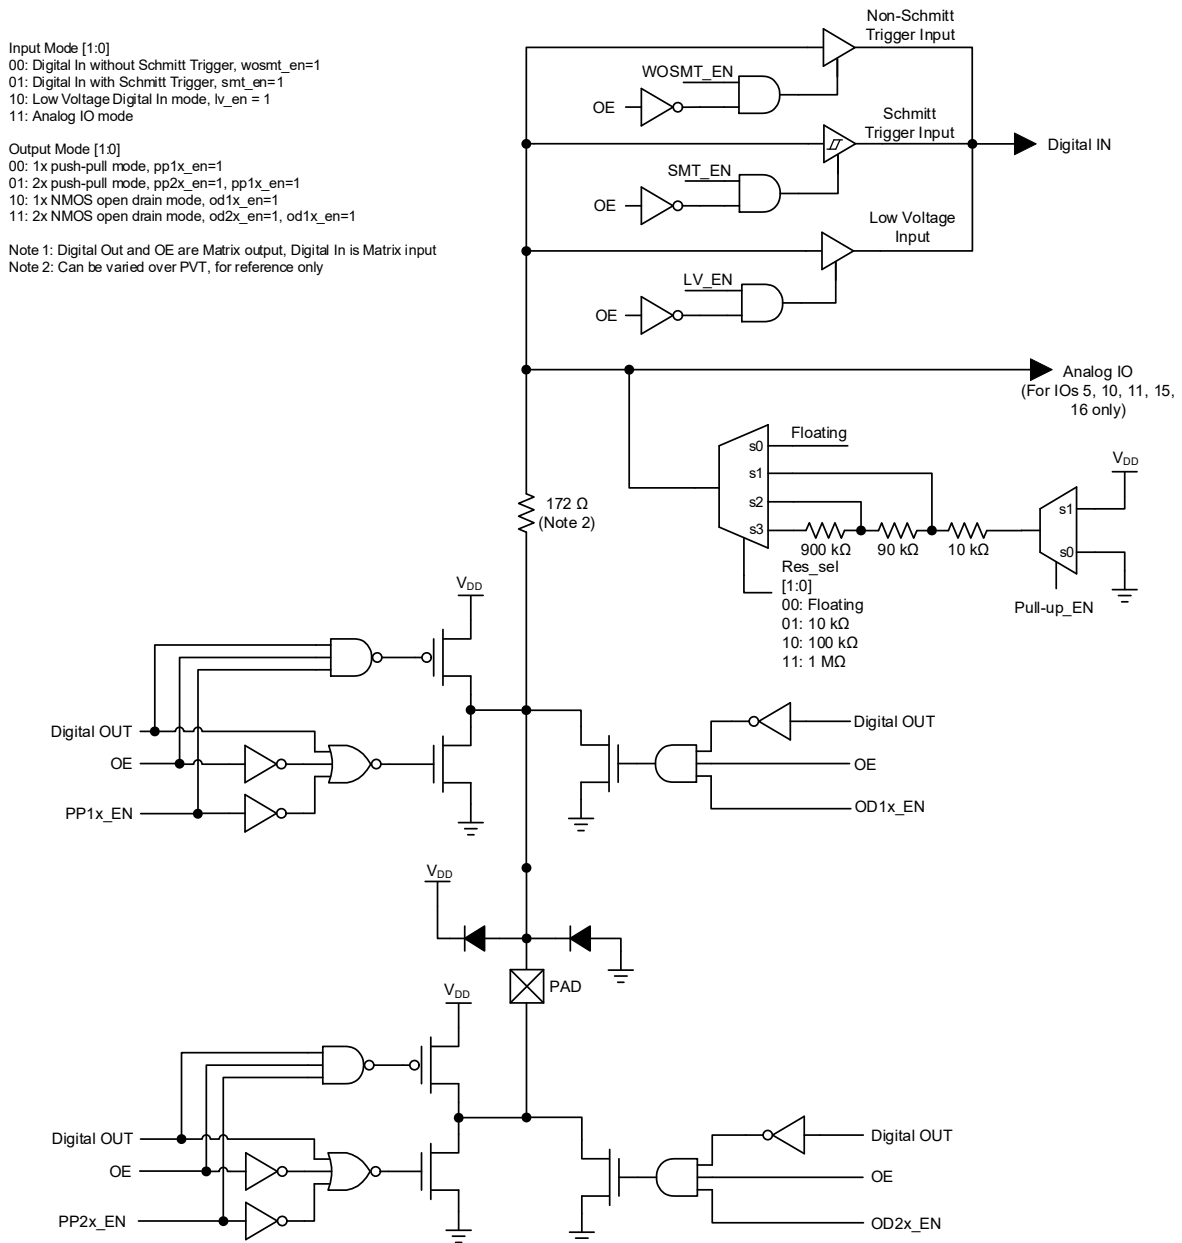 Input Mode [1:0]
00: Digital In without Schmitt Trigger, wosmt_en=1
01: Digital In with Schmitt Trigger, smt_en=1
10: Low Voltage Digital In mode, lv_en = 1
11: Analog IO mode
Output Mode [1:0]
00: 1x push-pull mode, pp1x_en=1
01: 2x push-pull mode, pp2x_en=1, pp1x_en=1
10: 1x NMOS open drain mode, od1x_en=1
11: 2x NMOS open drain mode, od2x_en=1, od1x_en=1
Note 1: Digital Out and OE are Matrix output, Digital In is Matrix input
Note 2: Can be varied over PVT, for reference only
Non-Schmitt
Trigger Input
WOSMT_EN
OE
Schmitt
Trigger Input
Digital IN
SMT_EN
OE
Low Voltage
Input
LV_EN
OE
Analog IO
(For IOs 5, 10, 11, 15,
16 only)
Floating
s0
s1
s2
s3
VDD
s1
s0
172 Ω
(Note 2)
900 kΩ
90 kΩ
10 kΩ
Res_sel
[1:0]
00: Floating
01: 10 kΩ
10: 100 kΩ
11: 1 MΩ
Pull-up_EN
VDD
Digital OUT
OE
PP1x_EN
Digital OUT
OE
OD1x_EN
VDD
PAD
VDD
Digital OUT
OE
PP2x_EN
Digital OUT
OE
OD2x_EN